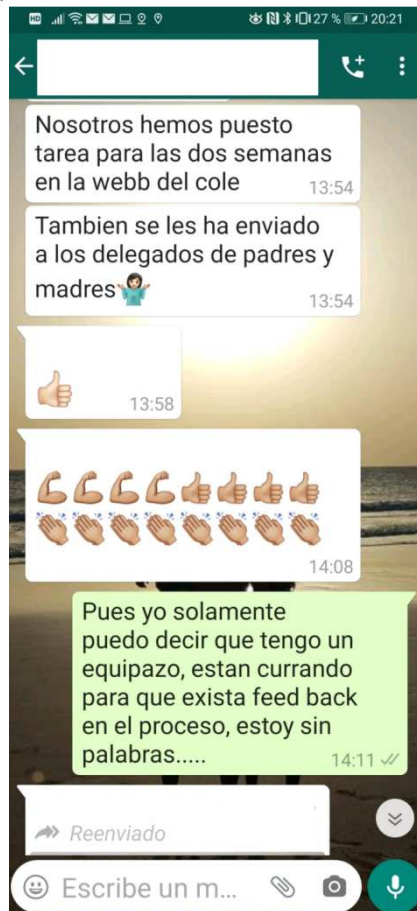 HD 27 % 20:21
Nosotros hemos puesto
tarea para las dos semanas
en la webb del cole 13:54
Tambien se les ha enviado
a los delegados de padres y
madres🤷🏻‍♀️ 13:54
👍🏻 13:58
💪🏼💪🏼💪🏼💪🏼👍🏼👍🏼👍🏼👍🏼
👏🏼👏🏼👏🏼👏🏼👏🏼👏🏼👏🏼👏🏼
14:08
Pues yo solamente
puedo decir que tengo un
equipazo, estan currando
para que exista feed back
en el proceso, estoy sin
palabras..... 14:11
Reenviado
Escribe un m...